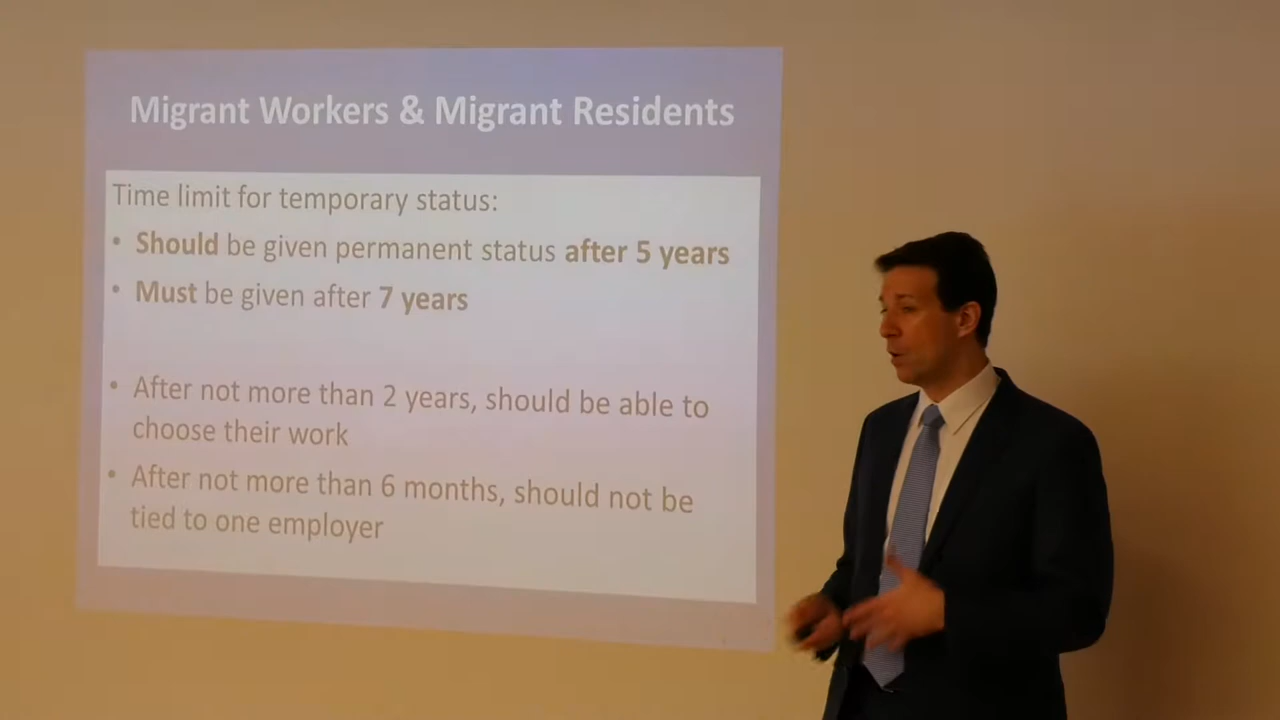 Migrant Workers & Migrant Residents
Time limit for temporary status:
• Should be given permanent status after 5 years
• Must be given after 7 years
• After not more than 2 years, should be able to
choose their work
• After not more than 6 months, should not be
tied to one employer